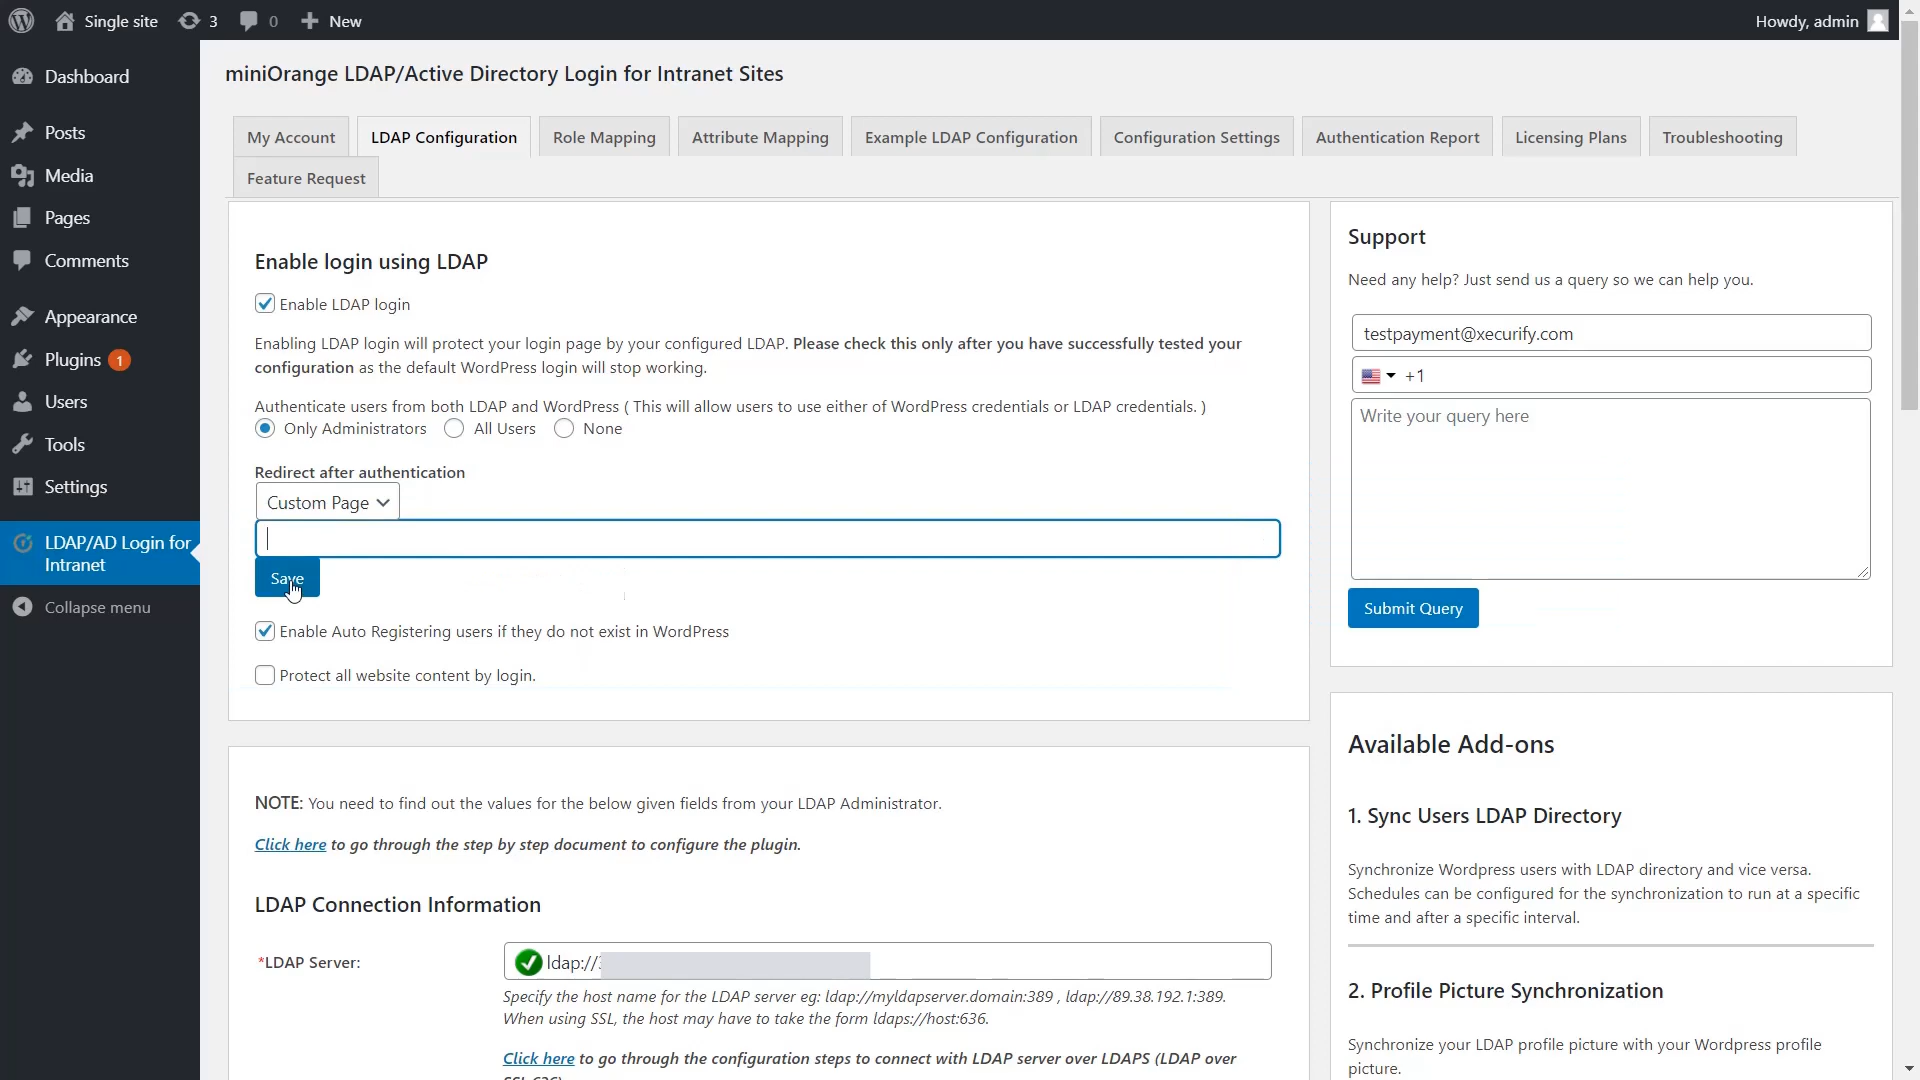 Single site
3
0
New
Howdy, admin
Dashboard
Posts
Media
Pages
Comments
Appearance
Plugins 1
Users
Tools
Settings
LDAP/AD Login for
Intranet
Collapse menu
miniOrange LDAP/Active Directory Login for Intranet Sites
My Account
LDAP Configuration
Role Mapping
Attribute Mapping
Example LDAP Configuration
Configuration Settings
Authentication Report
Licensing Plans
Troubleshooting
Feature Request
Enable login using LDAP
Enable LDAP login
Enabling LDAP login will protect your login page by your configured LDAP. Please check this only after you have successfully tested your
configuration as the default WordPress login will stop working.
Authenticate users from both LDAP and WordPress ( This will allow users to use either of WordPress credentials or LDAP credentials. )
Only Administrators All Users None
Redirect after authentication
Custom Page
Save
Enable Auto Registering users if they do not exist in WordPress
Protect all website content by login.
NOTE: You need to find out the values for the below given fields from your LDAP Administrator.
Click here to go through the step by step document to configure the plugin.
LDAP Connection Information
*LDAP Server:
ldap://
Specify the host name for the LDAP server eg: ldap://myldapserver.domain:389 , ldap://89.38.192.1:389.
When using SSL, the host may have to take the form ldaps://host:636.
Click here to go through the configuration steps to connect with LDAP server over LDAPS (LDAP over
Support
Need any help? Just send us a query so we can help you.
testpayment@xecurify.com
+1
Write your query here
Submit Query
Available Add-ons
1. Sync Users LDAP Directory
Synchronize Wordpress users with LDAP directory and vice versa.
Schedules can be configured for the synchronization to run at a specific
time and after a specific interval.
2. Profile Picture Synchronization
Synchronize your LDAP profile picture with your Wordpress profile
picture.